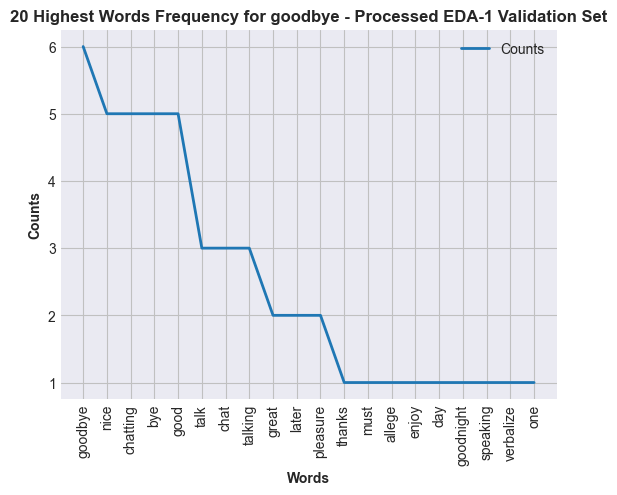 20 Highest Words Frequency for goodbye - Processed EDA-1 Validation Set
Counts
6
5
4
3
2
1
Counts
goodbye
nice
chatting
bye
good
talk
chat
talking
great
later
pleasure
thanks
must
allege
enjoy
day
goodnight
speaking
verbalize
one
Words